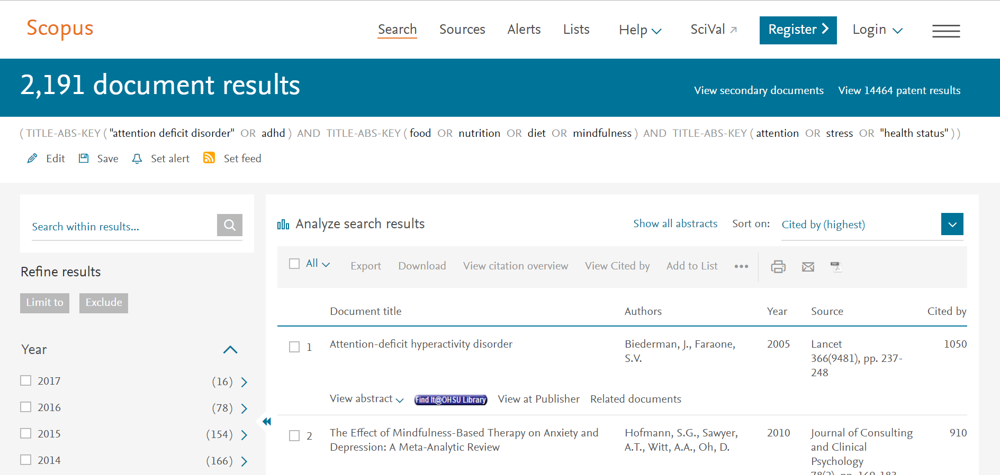 Scopus
Search Sources Alerts Lists Help SciVal Register Login
2,191 document results
View secondary documents View 14464 patent results
( TITLE-ABS-KEY ( "attention deficit disorder" OR adhd ) AND TITLE-ABS-KEY ( food OR nutrition OR diet OR mindfulness ) AND TITLE-ABS-KEY ( attention OR stress OR "health status" ) )
Edit Save Set alert Set feed
Search within results...
Refine results
Limit to Exclude
Year
2017 (16)
2016 (78)
2015 (154)
2014 (166)
Analyze search results
Show all abstracts Sort on: Cited by (highest)
All Export Download View citation overview View Cited by Add to List •••
PDF
Document title Authors Year Source Cited by
1 Attention-deficit hyperactivity disorder Biederman, J., Faraone, 2005 Lancet 1050
S.V. 366(9481), pp. 237-
248
View abstract Find It@OHSU Library View at Publisher Related documents
2 The Effect of Mindfulness-Based Therapy on Anxiety and Hofmann, S.G., Sawyer, 2010 Journal of Consulting 910
Depression: A Meta-Analytic Review A.T., Witt, A.A., Oh, D. and Clinical
Psychology
78(2), pp. 169-183